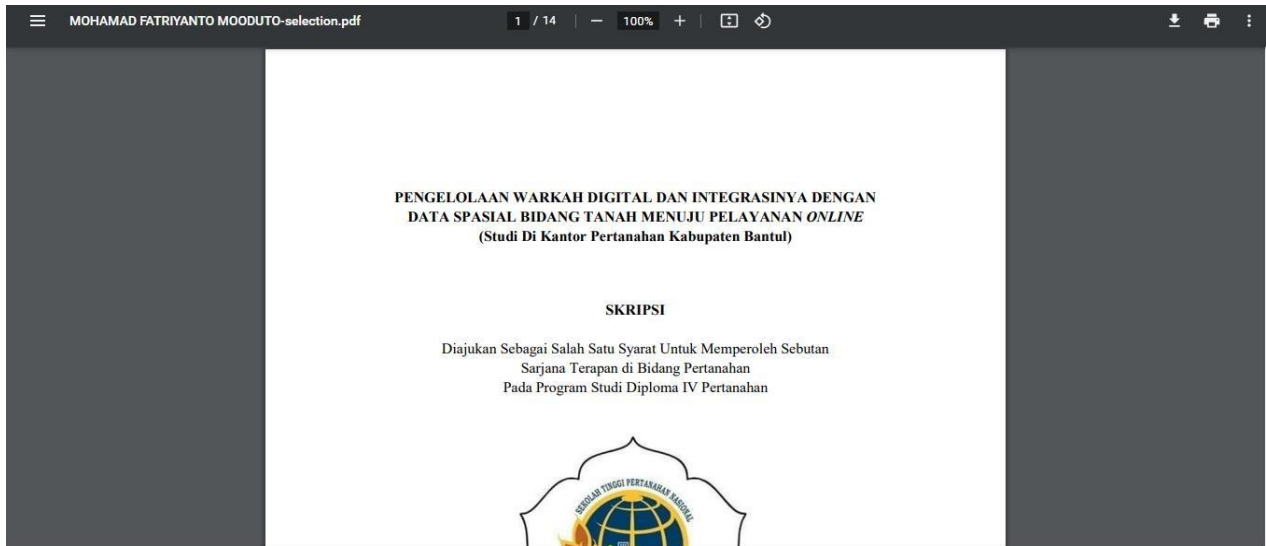 MOHAMAD FATRIYANTO MOODUTO-selection.pdf 1 / 14 100%
PENGELOLAAN WARKAH DIGITAL DAN INTEGRASINYA DENGAN
DATA SPASIAL BIDANG TANAH MENUJU PELAYANAN ONLINE
(Studi Di Kantor Pertanahan Kabupaten Bantul)
SKRIPSI
Diajukan Sebagai Salah Satu Syarat Untuk Memperoleh Sebutan
Sarjana Terapan di Bidang Pertanahan
Pada Program Studi Diploma IV Pertanahan
SEKOLAH TINGGI PERTANAHAN NASIONAL